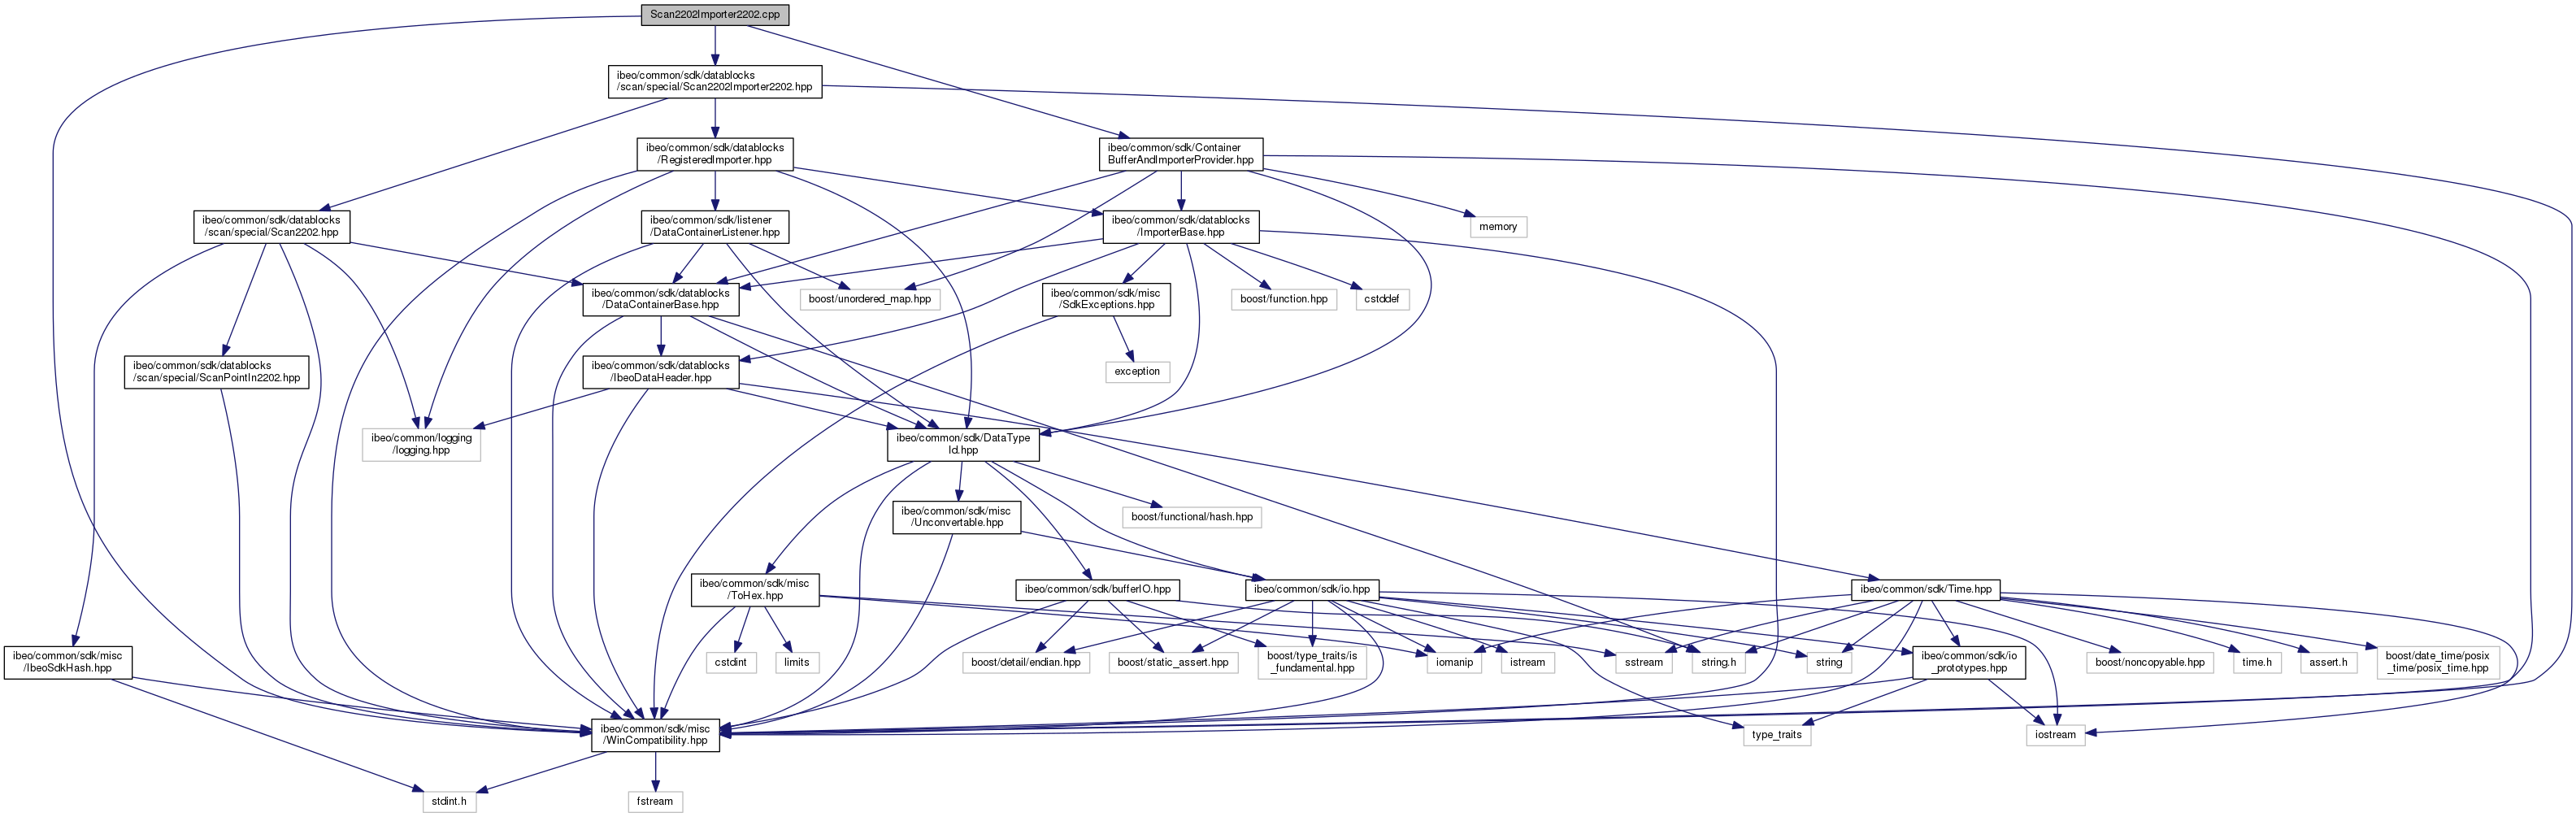 Scan2202Importer2202.cpp
ibeo/common/sdk/datablocks
/scan/special/Scan2202Importer2202.hpp
ibeo/common/sdk/datablocks
/RegisteredImporter.hpp
ibeo/common/sdk/Container
BufferAndImporterProvider.hpp
ibeo/common/sdk/datablocks
/scan/special/Scan2202.hpp
ibeo/common/sdk/listener
/DataContainerListener.hpp
ibeo/common/sdk/datablocks
/ImporterBase.hpp
memory
ibeo/common/sdk/datablocks
/DataContainerBase.hpp
boost/unordered_map.hpp
ibeo/common/sdk/misc
/SdkExceptions.hpp
boost/function.hpp
cstddef
ibeo/common/sdk/datablocks
/scan/special/ScanPointIn2202.hpp
ibeo/common/sdk/datablocks
/IbeoDataHeader.hpp
exception
ibeo/common/logging
/logging.hpp
ibeo/common/sdk/DataType
Id.hpp
ibeo/common/sdk/misc
/Unconvertable.hpp
boost/functional/hash.hpp
ibeo/common/sdk/misc
/ToHex.hpp
ibeo/common/sdk/bufferIO.hpp
ibeo/common/sdk/io.hpp
ibeo/common/sdk/Time.hpp
ibeo/common/sdk/misc
/IbeoSdkHash.hpp
cstdint
limits
boost/detail/endian.hpp
boost/static_assert.hpp
boost/type_traits/is
_fundamental.hpp
iomanip
istream
sstream
string.h
string
ibeo/common/sdk/io
_prototypes.hpp
boost/noncopyable.hpp
time.h
assert.h
boost/date_time/posix
_time/posix_time.hpp
ibeo/common/sdk/misc
/WinCompatibility.hpp
type_traits
iostream
stdint.h
fstream